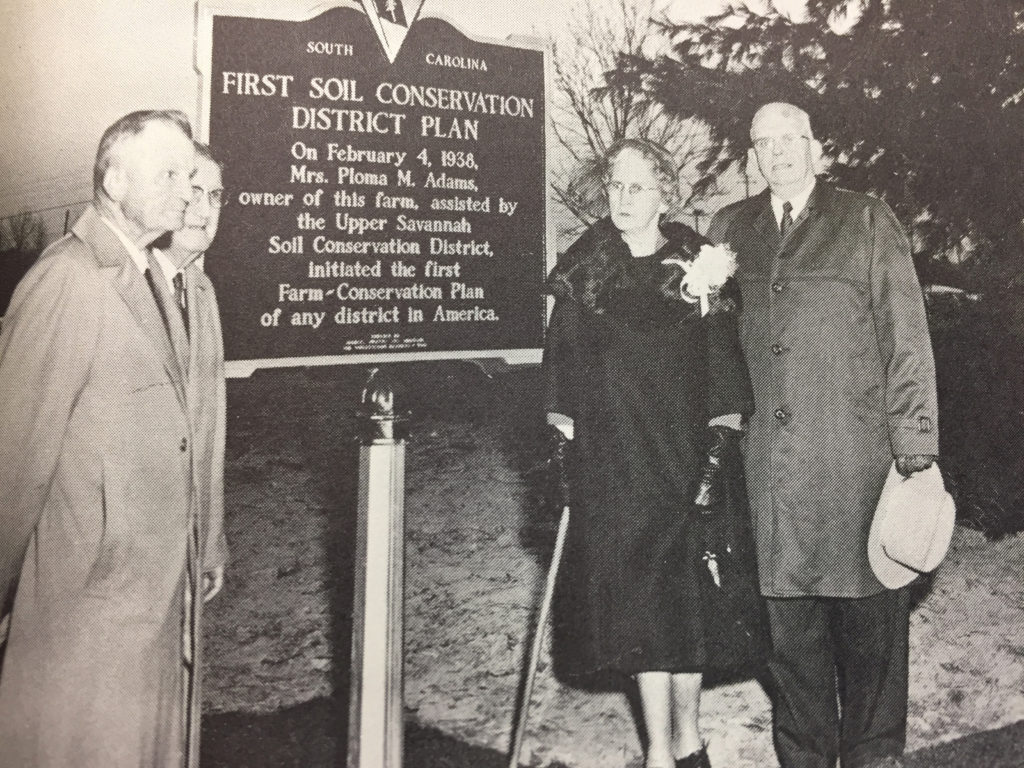 SOUTH CAROLINA
FIRST SOIL CONSERVATION
DISTRICT PLAN
On February 4, 1938,
Mrs. Ploma M. Adams,
owner of this farm, assisted by
the Upper Savannah
Soil Conservation District,
initiated the first
Farm-Conservation Plan
of any district in America.